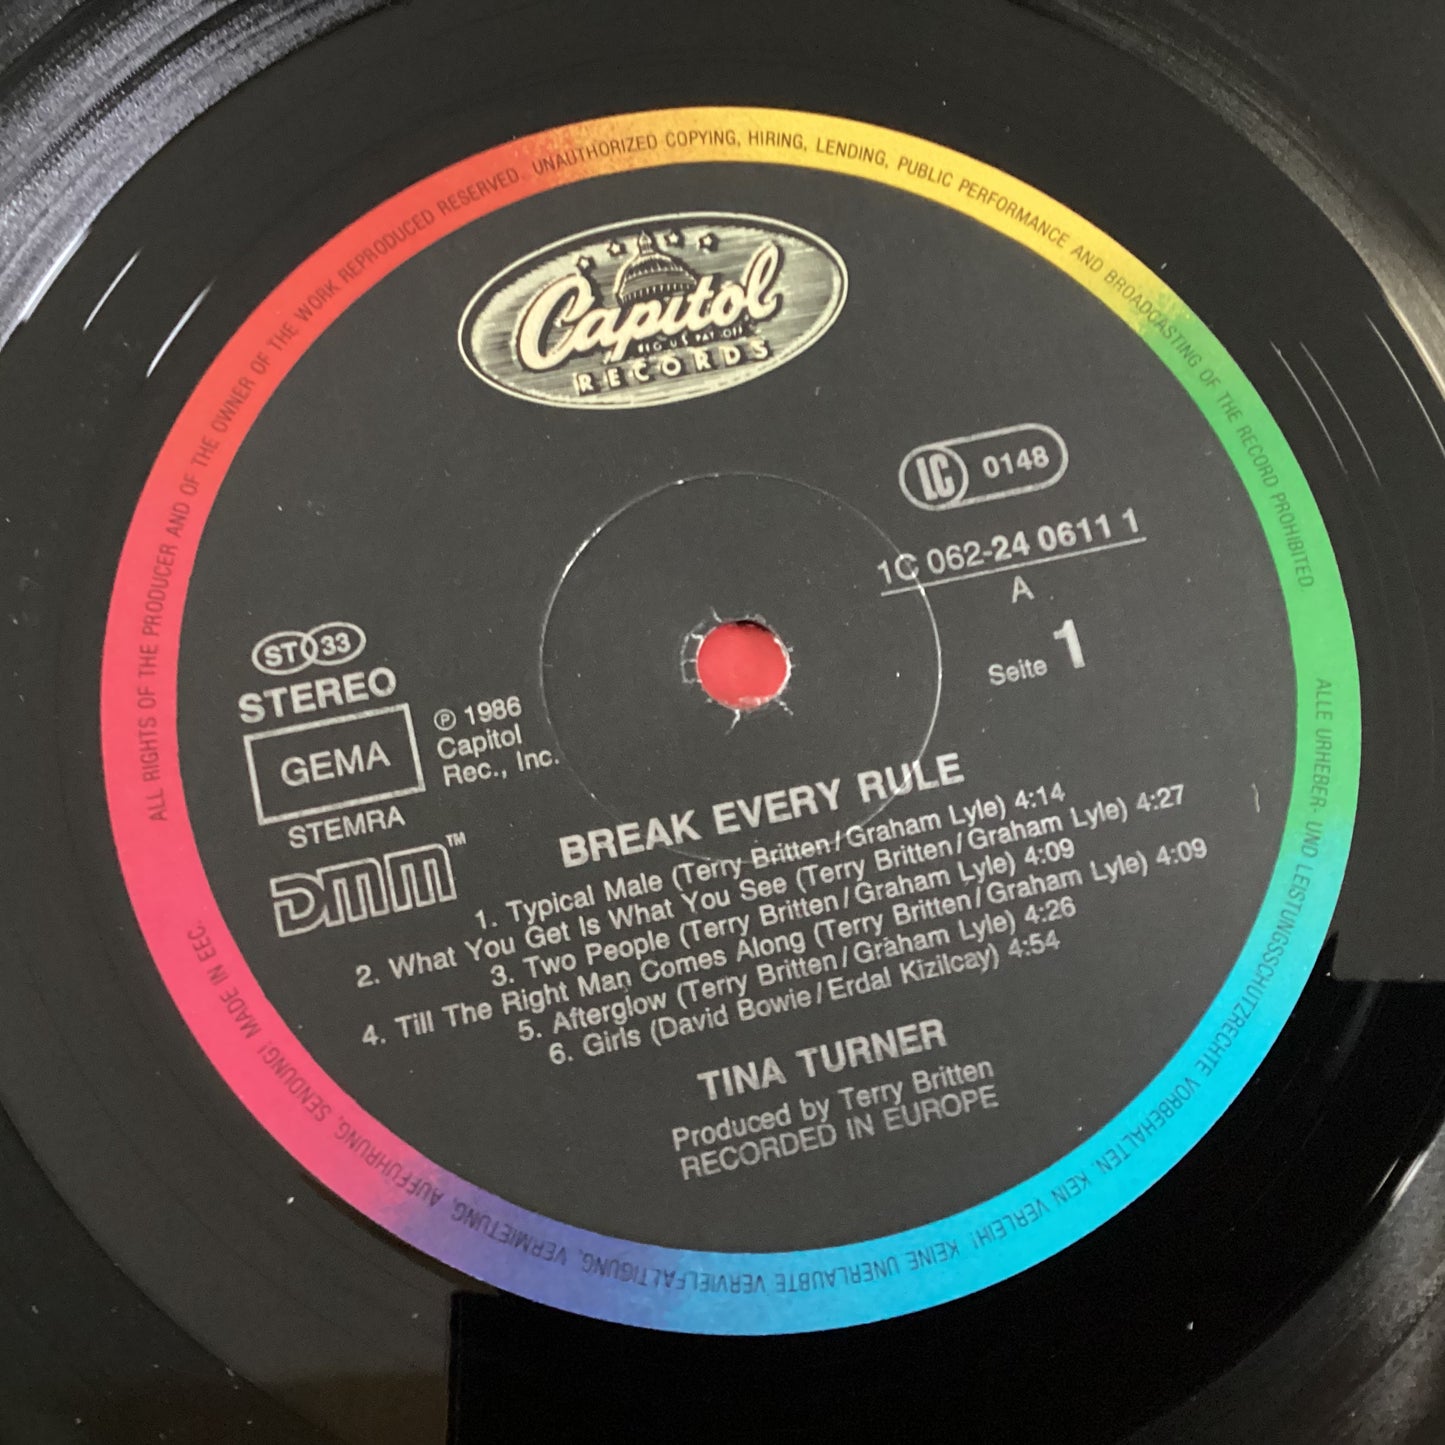 ALL RIGHTS OF THE PRODUCER AND OF THE OWNER OF THE WORK REPRODUCED RESERVED. UNAUTHORIZED COPYING, HIRING, LENDING, PUBLIC PERFORMANCE AND BROADCASTING OF THE RECORD PROHIBITED.
Capitol
REG. U.S. PAT. OFF.
RECORDS
LC 0148
1C 062-24 0611 1
A
Seite 1
ST 33
STEREO
GEMA
STEMRA
℗ 1986
Capitol
Rec., Inc.
DMM™
BREAK EVERY RULE
1. Typical Male (Terry Britten/Graham Lyle) 4:14
2. What You Get Is What You See (Terry Britten/Graham Lyle) 4:27
3. Two People (Terry Britten/Graham Lyle) 4:09
4. Till The Right Man Comes Along (Terry Britten/Graham Lyle) 4:09
5. Afterglow (Terry Britten/Graham Lyle) 4:26
6. Girls (David Bowie/Erdal Kizilcay) 4:54
TINA TURNER
Produced by Terry Britten
RECORDED IN EUROPE
ALLE URHEBER- UND LEISTUNGSSCHUTZRECHTE VORBEHALTEN. KEIN VERLEIH! KEINE UNERLAUBTE VERVIELFÄLTIGUNG, VERMIETUNG, AUFFÜHRUNG, SENDUNG! MADE IN EEC.